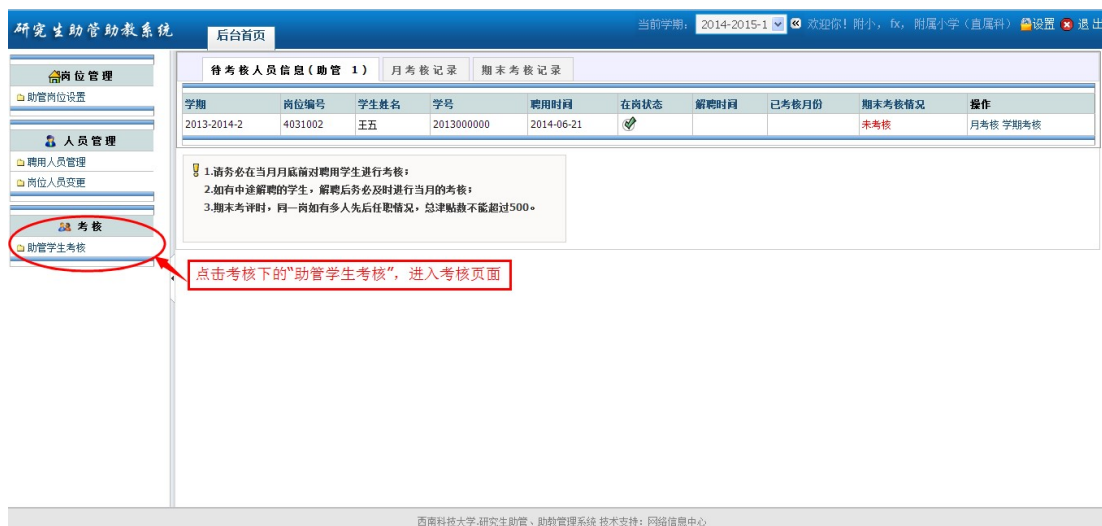 研究生助管助教系统
后台首页
当前学期： 2014-2015-1 欢迎你！附小， fx， 附属小学（直属科） 设置 退 出
岗位管理
助管岗位设置
人员管理
聘用人员管理
岗位人员变更
考核
助管学生考核
待考核人员信息(助管 1) 月考核记录 期末考核记录
学期 岗位编号 学生姓名 学号 聘用时间 在岗状态 解聘时间 已考核月份 期末考核情况 操作
2013-2014-2 4031002 王五 2013000000 2014-06-21 未考核 月考核 学期考核
1.请务必在当月月底前对聘用学生进行考核；
2.如有中途解聘的学生，解聘后务必及时进行当月的考核；
3.期末考评时，同一岗如有多人先后任职情况，总津贴数不能超过500。
点击考核下的“助管学生考核”，进入考核页面
西南科技大学.研究生助管、助教管理系统 技术支持：网络信息中心